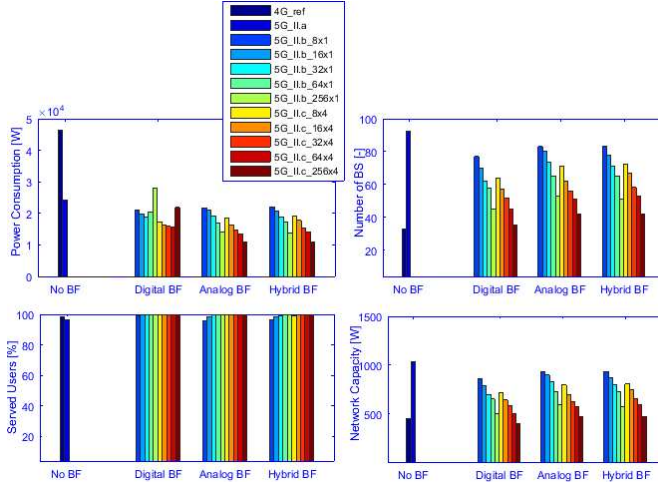 4G_ref
5G_II.a
5G_II.b_8x1
5G_II.b_16x1
5G_II.b_32x1
5G_II.b_64x1
5G_II.b_256x1
5G_II.c_8x4
5G_II.c_16x4
5G_II.c_32x4
5G_II.c_64x4
5G_II.c_256x4
× 10^4
Power Consumption [W]
5
4
3
2
1
0
No BF Digital BF Analog BF Hybrid BF
Number of BS [-]
100
80
60
40
20
No BF Digital BF Analog BF Hybrid BF
Served Users [%]
100
80
60
40
20
No BF Digital BF Analog BF Hybrid BF
Network Capacity [W]
1500
1000
500
No BF Digital BF Analog BF Hybrid BF